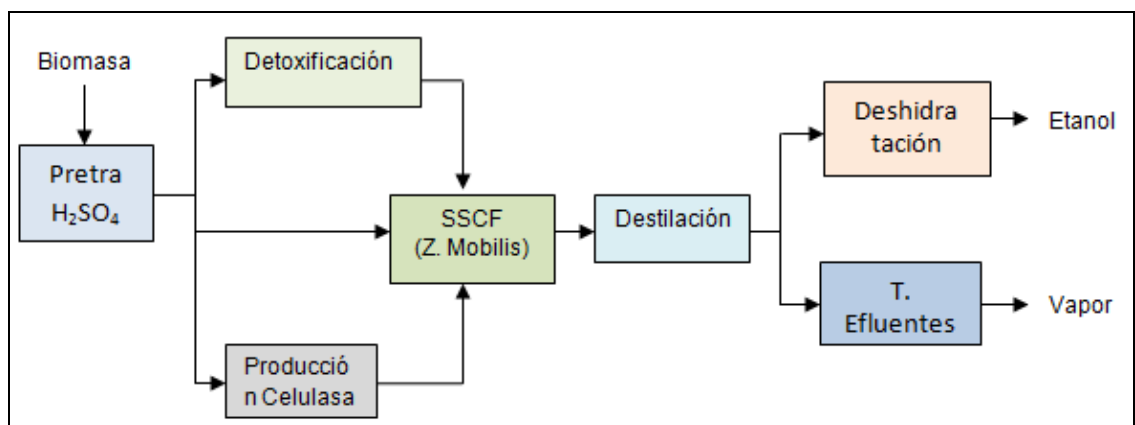 Biomasa
Detoxificación
Pretra
H₂SO₄
SSCF
(Z. Mobilis)
Destilación
Deshidra
tación
Etanol
T.
Efluentes
Vapor
Producció
n Celulasa